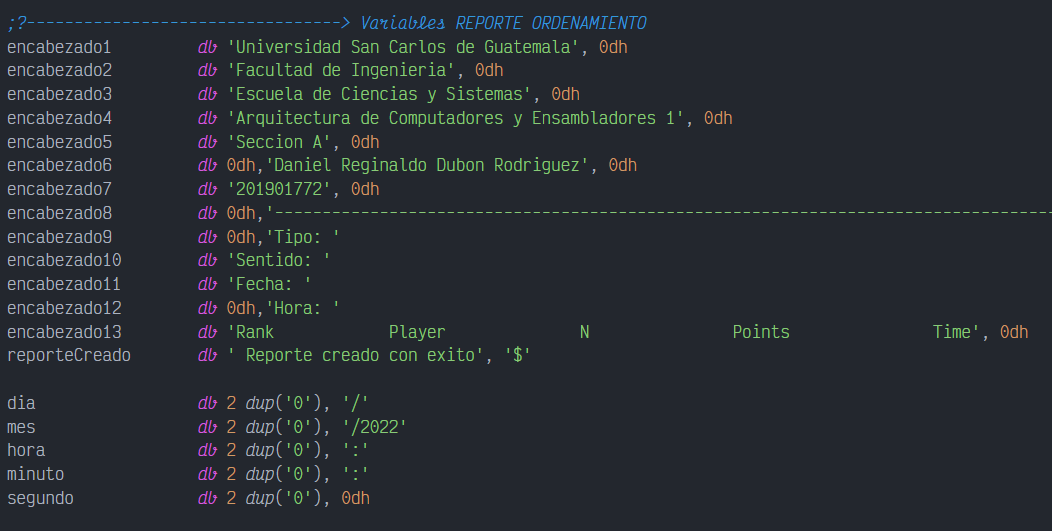 ;?---------------------------------> Variables REPORTE ORDENAMIENTO
encabezado1         db 'Universidad San Carlos de Guatemala', 0dh
encabezado2         db 'Facultad de Ingenieria', 0dh
encabezado3         db 'Escuela de Ciencias y Sistemas', 0dh
encabezado4         db 'Arquitectura de Computadores y Ensambladores 1', 0dh
encabezado5         db 'Seccion A', 0dh
encabezado6         db 0dh,'Daniel Reginaldo Dubon Rodriguez', 0dh
encabezado7         db '201901772', 0dh
encabezado8         db 0dh,'----------------------------------------------------------------------------------
encabezado9         db 0dh,'Tipo: '
encabezado10        db 'Sentido: '
encabezado11        db 'Fecha: '
encabezado12        db 0dh,'Hora: '
encabezado13        db 'Rank            Player              N               Points               Time', 0dh
reporteCreado       db ' Reporte creado con exito', '$'
dia                 db 2 dup('0'), '/'
mes                 db 2 dup('0'), '/2022'
hora                db 2 dup('0'), ':'
minuto              db 2 dup('0'), ':'
segundo             db 2 dup('0'), 0dh